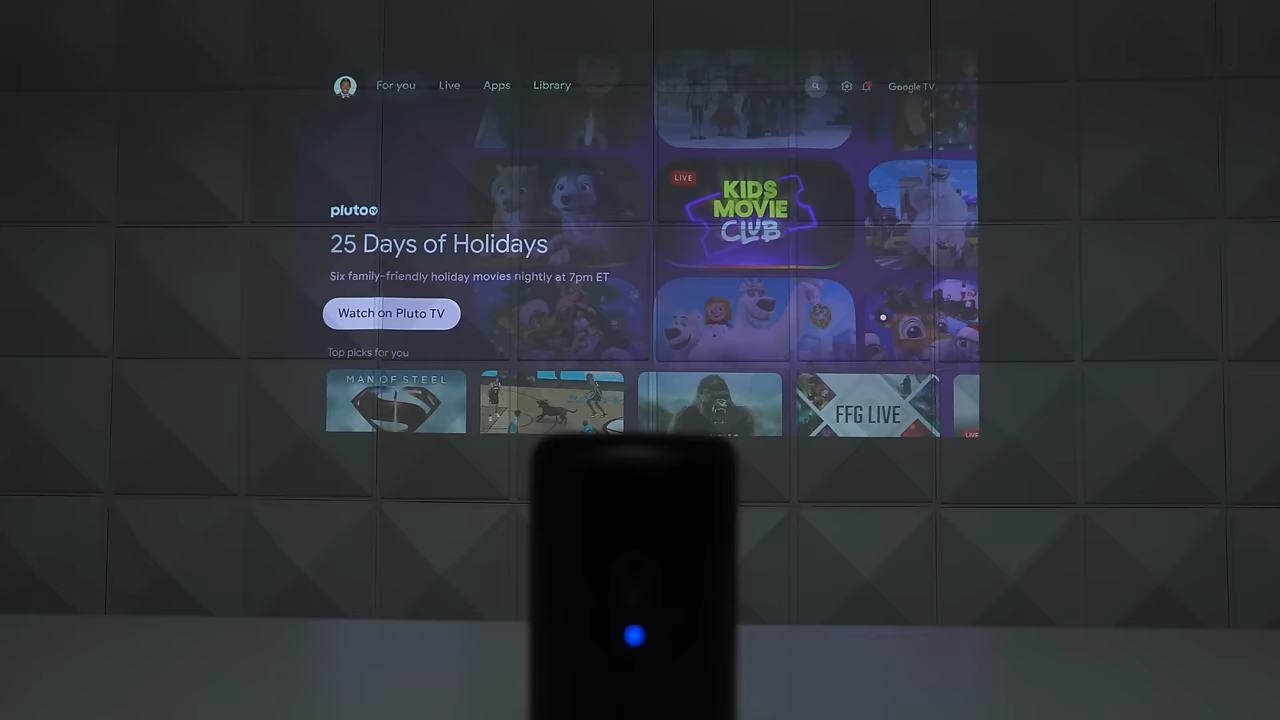 For you Live Apps Library Google TV
pluto tv
25 Days of Holidays
Six family-friendly holiday movies nightly at 7pm ET
Watch on Pluto TV
LIVE
KIDS
MOVIE
CLUB
Top picks for you
MAN OF STEEL
FFG LIVE
LIVE